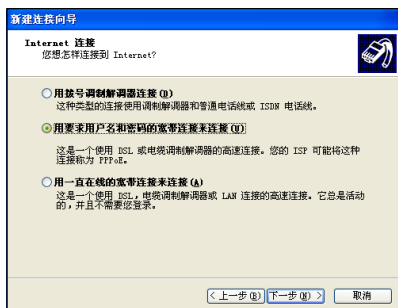 新建连接向导
Internet 连接
您想怎样连接到 Internet?
用拨号调制解调器连接(D)
这种类型的连接使用调制解调器和普通电话线或 ISDN 电话线。
用要求用户名和密码的宽带连接来连接(U)
这是一个使用 DSL 或电缆调制解调器的高速连接。您的 ISP 可能将这种
连接称为 PPPoE。
用一直在线的宽带连接来连接(A)
这是一个使用 DSL,电缆调制解调器或 LAN 连接的高速连接。它总是活动
的,并且不需要您登录。
< 上一步(B) 下一步(N) > 取消